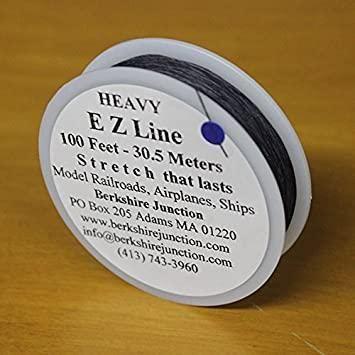 HEAVY
E Z Line
100 Feet - 30.5 Meters
Stretch that lasts
Model Railroads, Airplanes, Ships
Berkshire Junction
PO Box 205 Adams MA 01220
www.berkshirejunction.com
info@berkshirejunction.com
(413) 743-3960